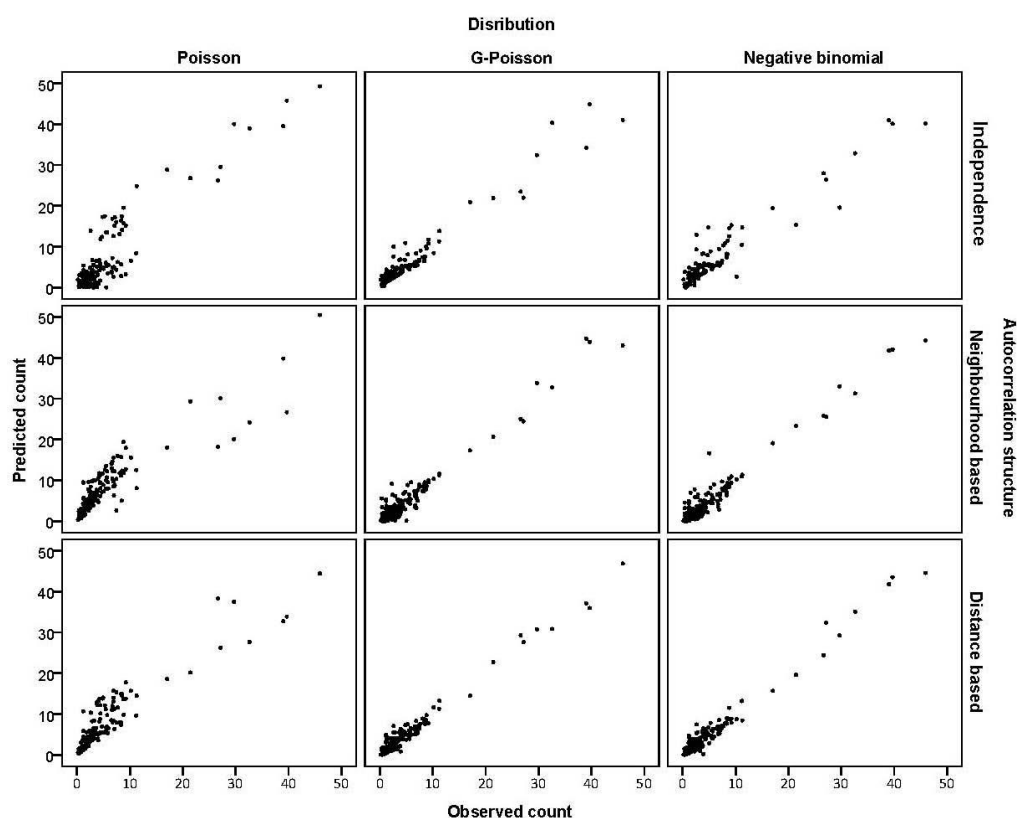 Disribution
Poisson G-Poisson Negative binomial
50
40
30
20
10
0
Independence
50
40
30
20
10
0
Neighbourhood based
50
40
30
20
10
0
Distance based
Predicted count
Autocorrelation structure
0 10 20 30 40 50 0 10 20 30 40 50 0 10 20 30 40 50
Observed count